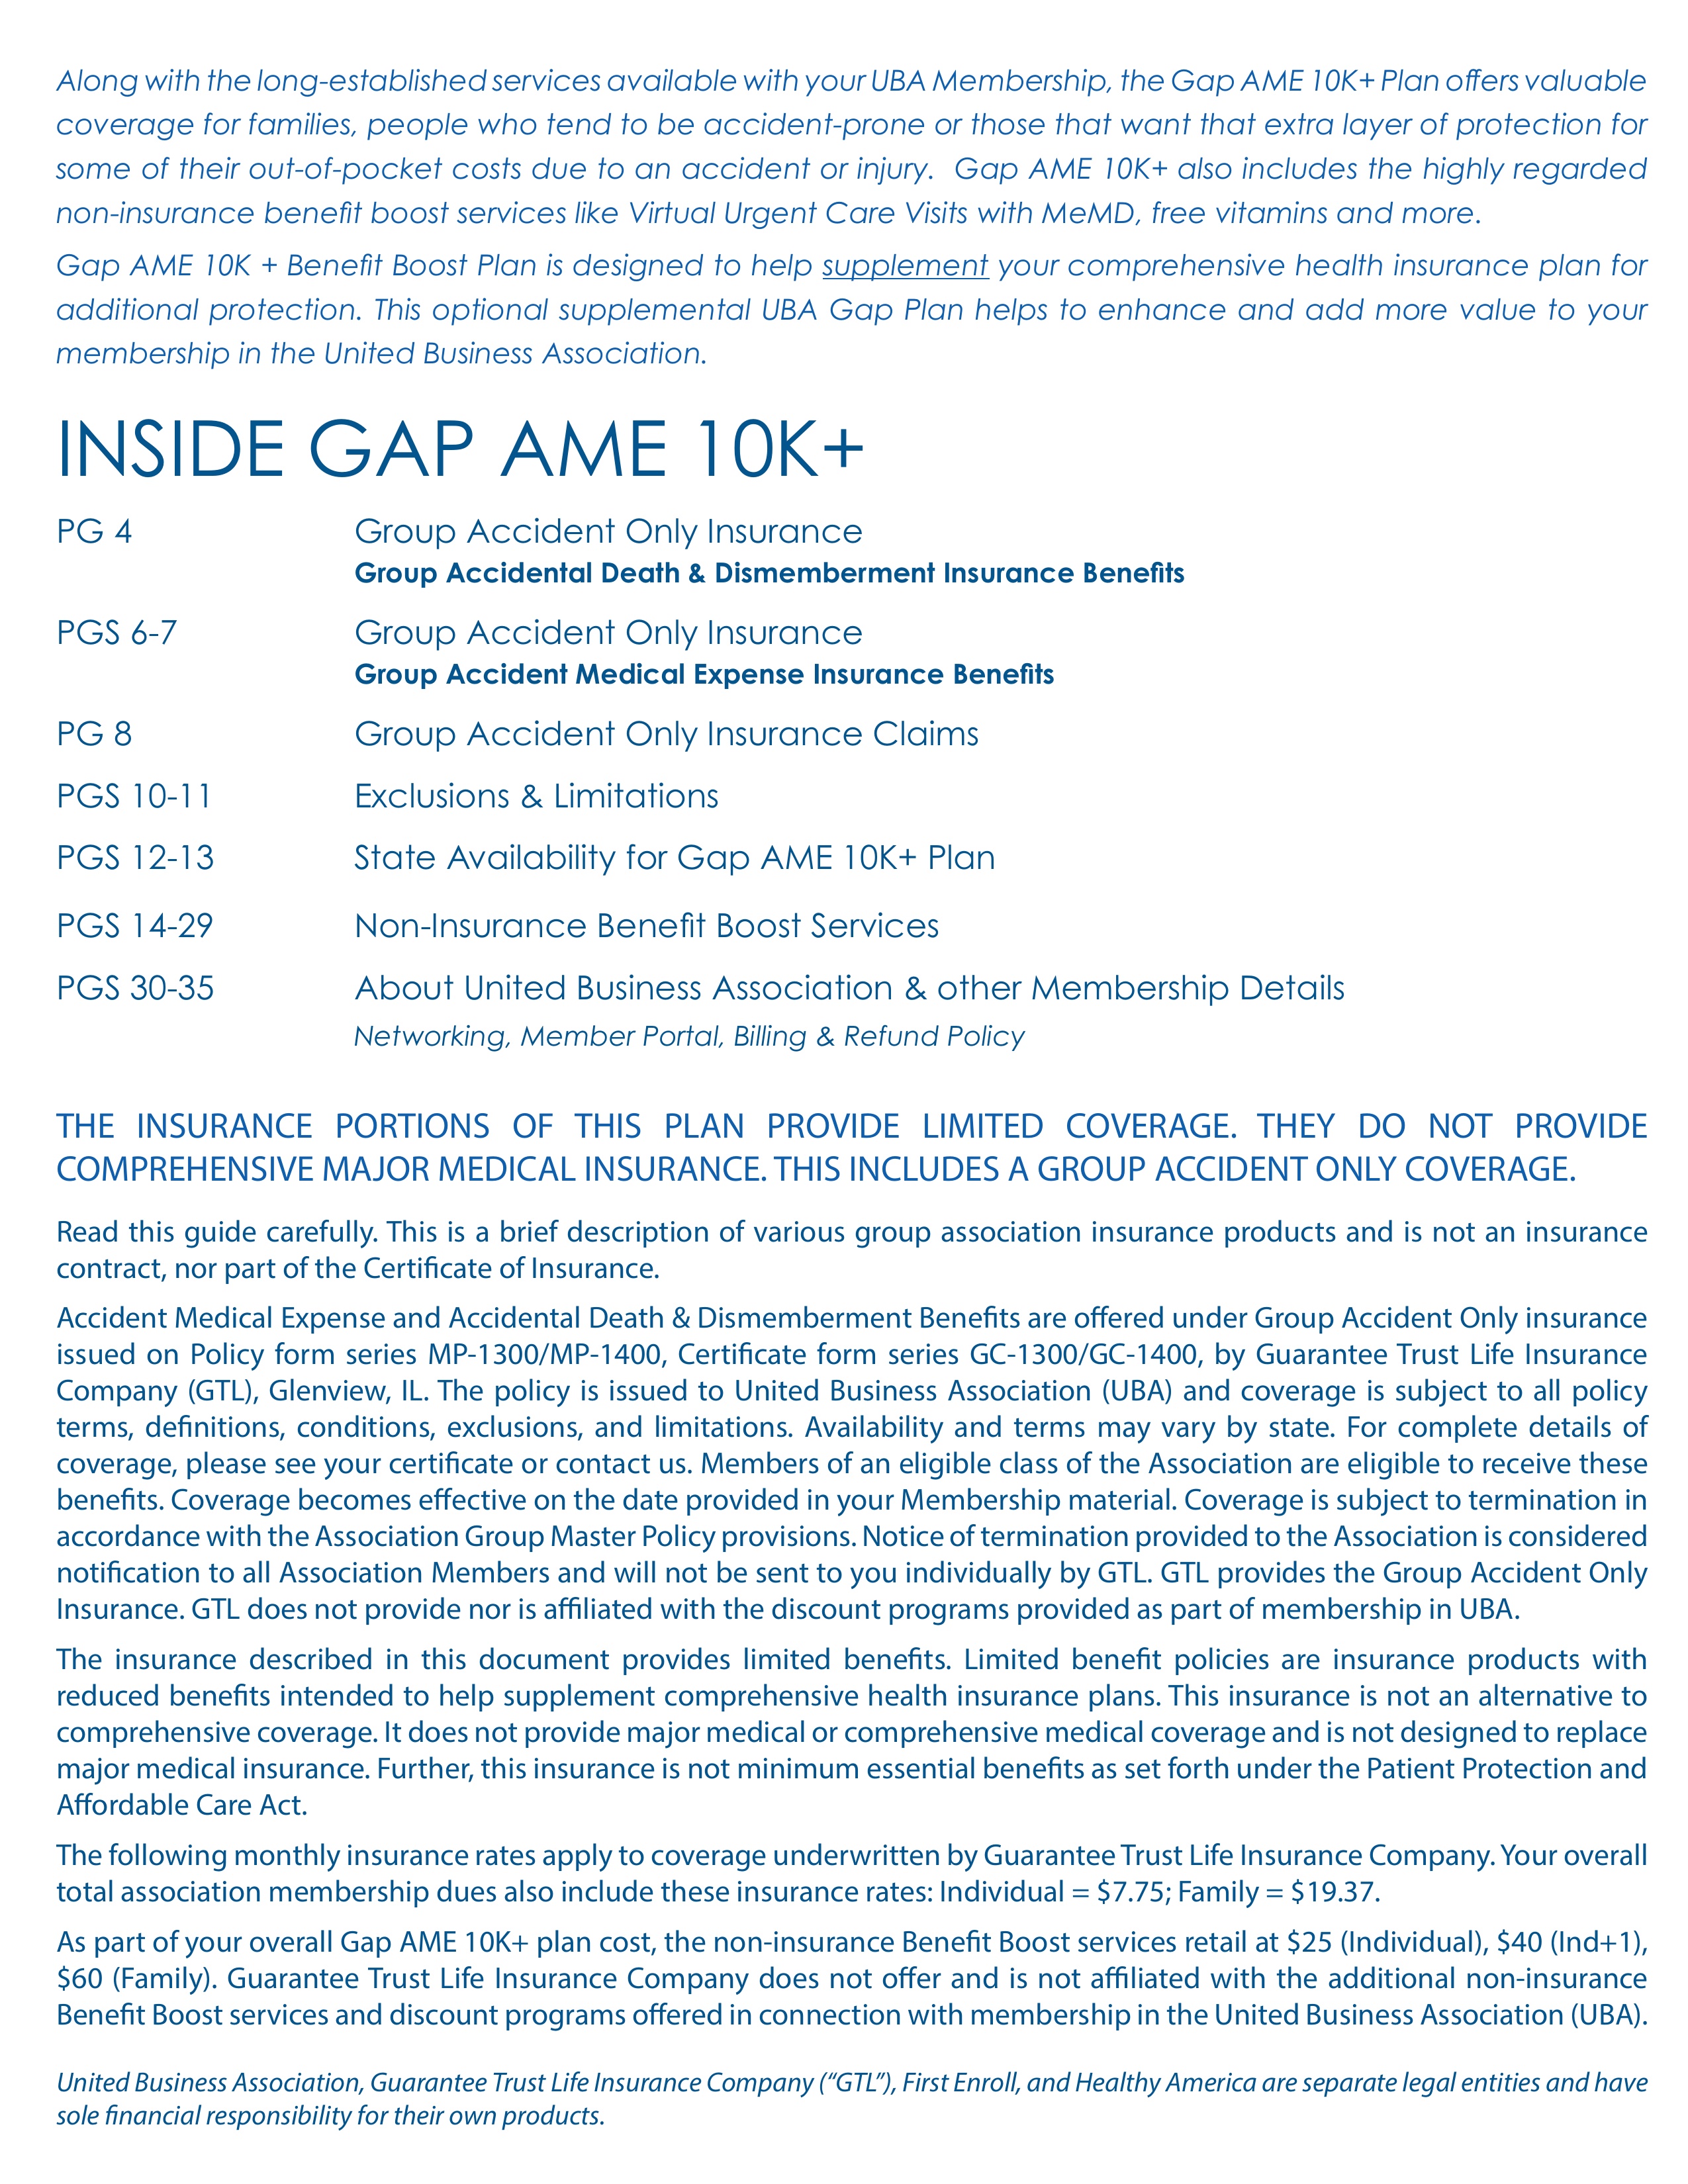 Along with the long-established services available with your UBA Membership, the Gap AME 10K+ Plan offers valuable
coverage for families, people who tend to be accident-prone or those that want that extra layer of protection for
some of their out-of-pocket costs due to an accident or injury.  Gap AME 10K+ also includes the highly regarded
non-insurance benefit boost services like Virtual Urgent Care Visits with MeMD, free vitamins and more.
Gap AME 10K + Benefit Boost Plan is designed to help supplement your comprehensive health insurance plan for
additional protection. This optional supplemental UBA Gap Plan helps to enhance and add more value to your
membership in the United Business Association.
INSIDE GAP AME 10K+
PG 4 Group Accident Only Insurance
Group Accidental Death & Dismemberment Insurance Benefits
PGS 6-7 Group Accident Only Insurance
Group Accident Medical Expense Insurance Benefits
PG 8 Group Accident Only Insurance Claims
PGS 10-11 Exclusions & Limitations
PGS 12-13 State Availability for Gap AME 10K+ Plan
PGS 14-29 Non-Insurance Benefit Boost Services
PGS 30-35 About United Business Association & other Membership Details
Networking, Member Portal, Billing & Refund Policy
THE INSURANCE PORTIONS OF THIS PLAN PROVIDE LIMITED COVERAGE. THEY DO NOT PROVIDE
COMPREHENSIVE MAJOR MEDICAL INSURANCE. THIS INCLUDES A GROUP ACCIDENT ONLY COVERAGE.
Read this guide carefully. This is a brief description of various group association insurance products and is not an insurance
contract, nor part of the Certificate of Insurance.
Accident Medical Expense and Accidental Death & Dismemberment Benefits are offered under Group Accident Only insurance
issued on Policy form series MP-1300/MP-1400, Certificate form series GC-1300/GC-1400, by Guarantee Trust Life Insurance
Company (GTL), Glenview, IL. The policy is issued to United Business Association (UBA) and coverage is subject to all policy
terms, definitions, conditions, exclusions, and limitations. Availability and terms may vary by state. For complete details of
coverage, please see your certificate or contact us. Members of an eligible class of the Association are eligible to receive these
benefits. Coverage becomes effective on the date provided in your Membership material. Coverage is subject to termination in
accordance with the Association Group Master Policy provisions. Notice of termination provided to the Association is considered
notification to all Association Members and will not be sent to you individually by GTL. GTL provides the Group Accident Only
Insurance. GTL does not provide nor is affiliated with the discount programs provided as part of membership in UBA.
The insurance described in this document provides limited benefits. Limited benefit policies are insurance products with
reduced benefits intended to help supplement comprehensive health insurance plans. This insurance is not an alternative to
comprehensive coverage. It does not provide major medical or comprehensive medical coverage and is not designed to replace
major medical insurance. Further, this insurance is not minimum essential benefits as set forth under the Patient Protection and
Affordable Care Act.
The following monthly insurance rates apply to coverage underwritten by Guarantee Trust Life Insurance Company. Your overall
total association membership dues also include these insurance rates: Individual = $7.75; Family = $19.37.
As part of your overall Gap AME 10K+ plan cost, the non-insurance Benefit Boost services retail at $25 (Individual), $40 (Ind+1),
$60 (Family). Guarantee Trust Life Insurance Company does not offer and is not affiliated with the additional non-insurance
Benefit Boost services and discount programs offered in connection with membership in the United Business Association (UBA).
United Business Association, Guarantee Trust Life Insurance Company (“GTL”), First Enroll, and Healthy America are separate legal entities and have
sole financial responsibility for their own products.